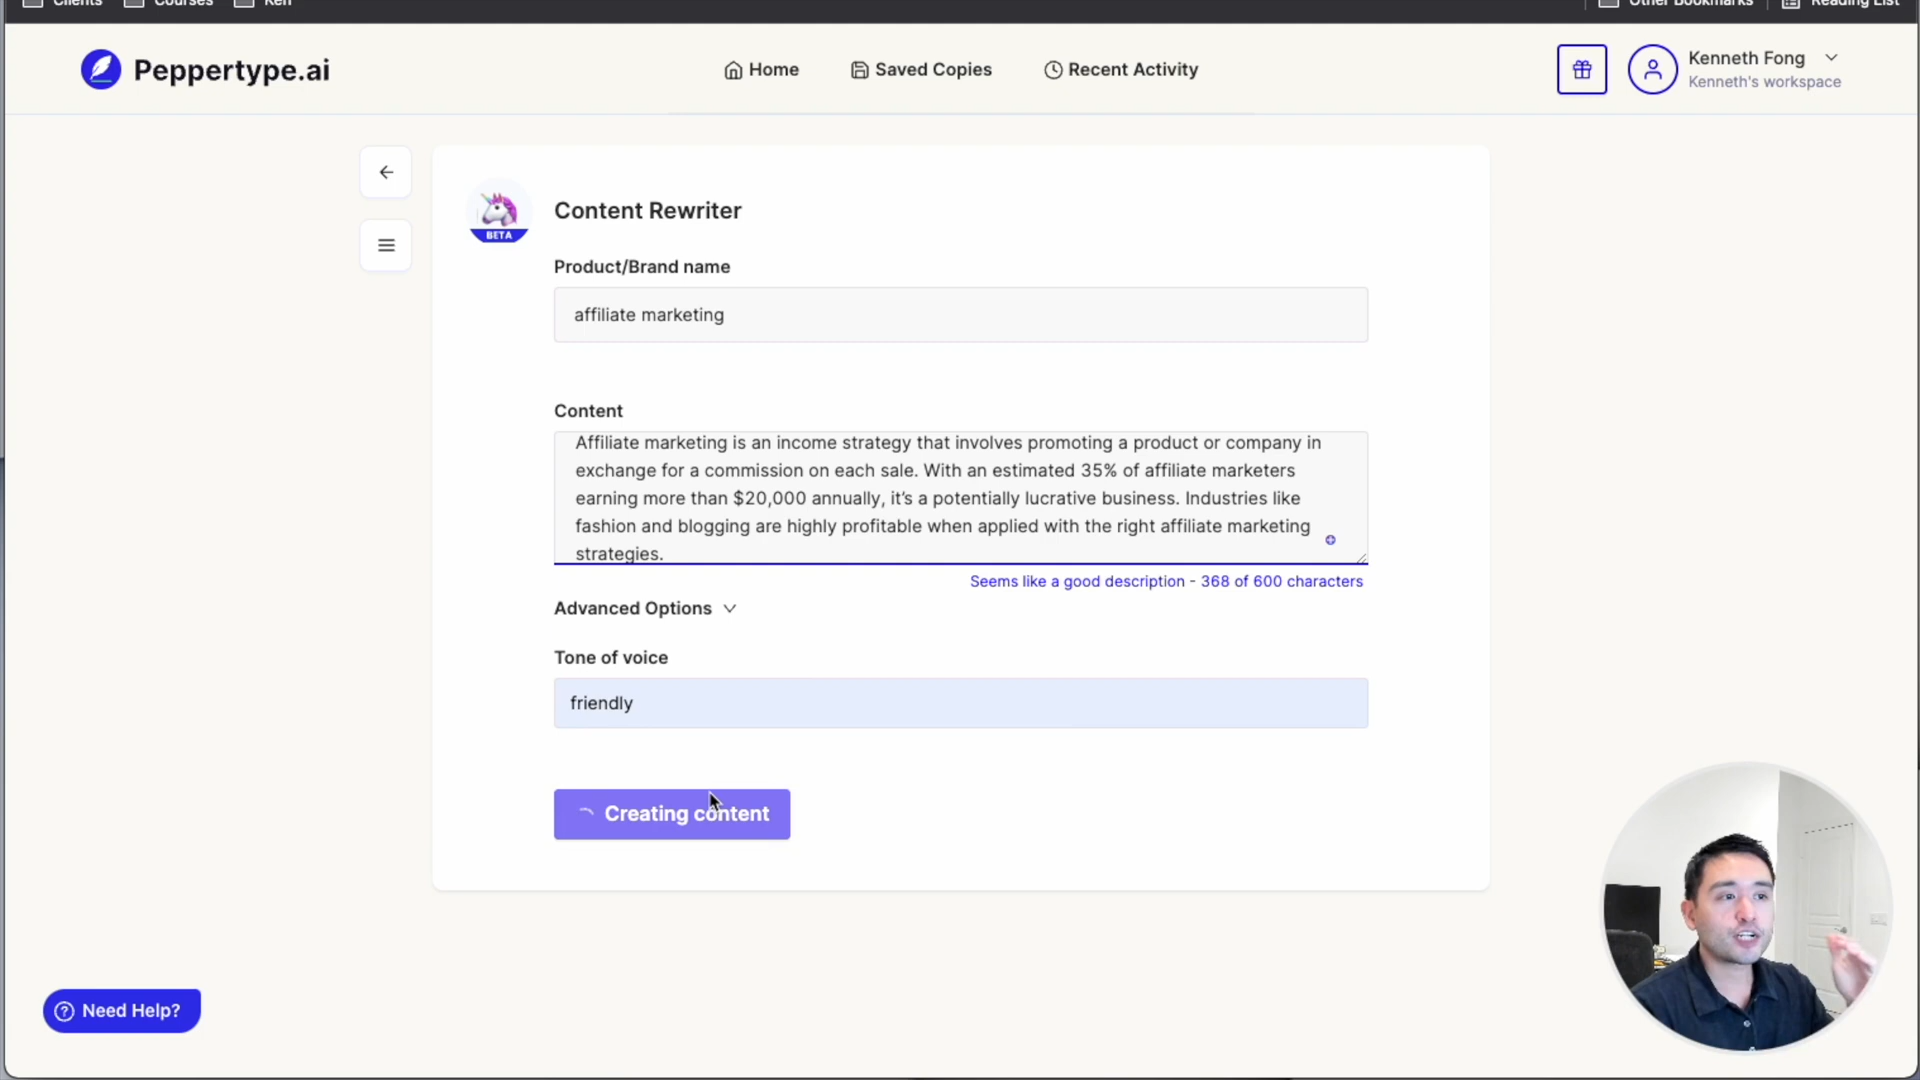 Clients
Courses
Ken
Other Bookmarks
Reading List
Peppertype.ai
Home
Saved Copies
Recent Activity
Kenneth Fong
Kenneth's workspace
BETA
Content Rewriter
Product/Brand name
affiliate marketing
Content
Affiliate marketing is an income strategy that involves promoting a product or company in
exchange for a commission on each sale. With an estimated 35% of affiliate marketers
earning more than $20,000 annually, it's a potentially lucrative business. Industries like
fashion and blogging are highly profitable when applied with the right affiliate marketing
strategies.
Seems like a good description - 368 of 600 characters
Advanced Options
Tone of voice
friendly
Creating content
Need Help?